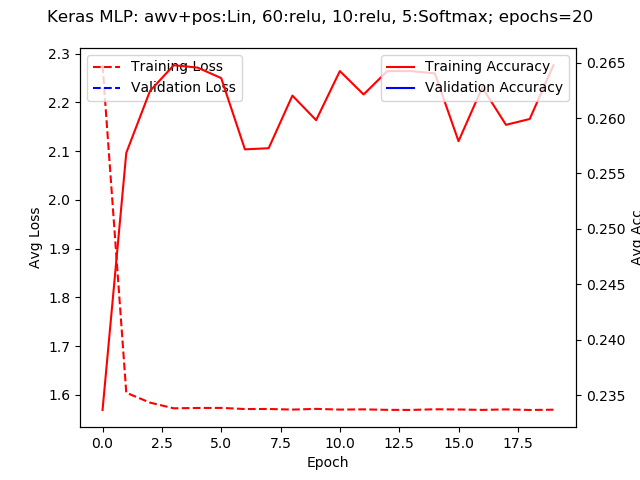 Keras MLP: awv+pos:Lin, 60:relu, 10:relu, 5:Softmax; epochs=20
Training Loss
Validation Loss
Training Accuracy
Validation Accuracy
2.3
2.2
2.1
2.0
1.9
1.8
1.7
1.6
Avg Loss
0.265
0.260
0.255
0.250
0.245
0.240
0.235
Avg Acc
0.0
2.5
5.0
7.5
10.0
12.5
15.0
17.5
Epoch